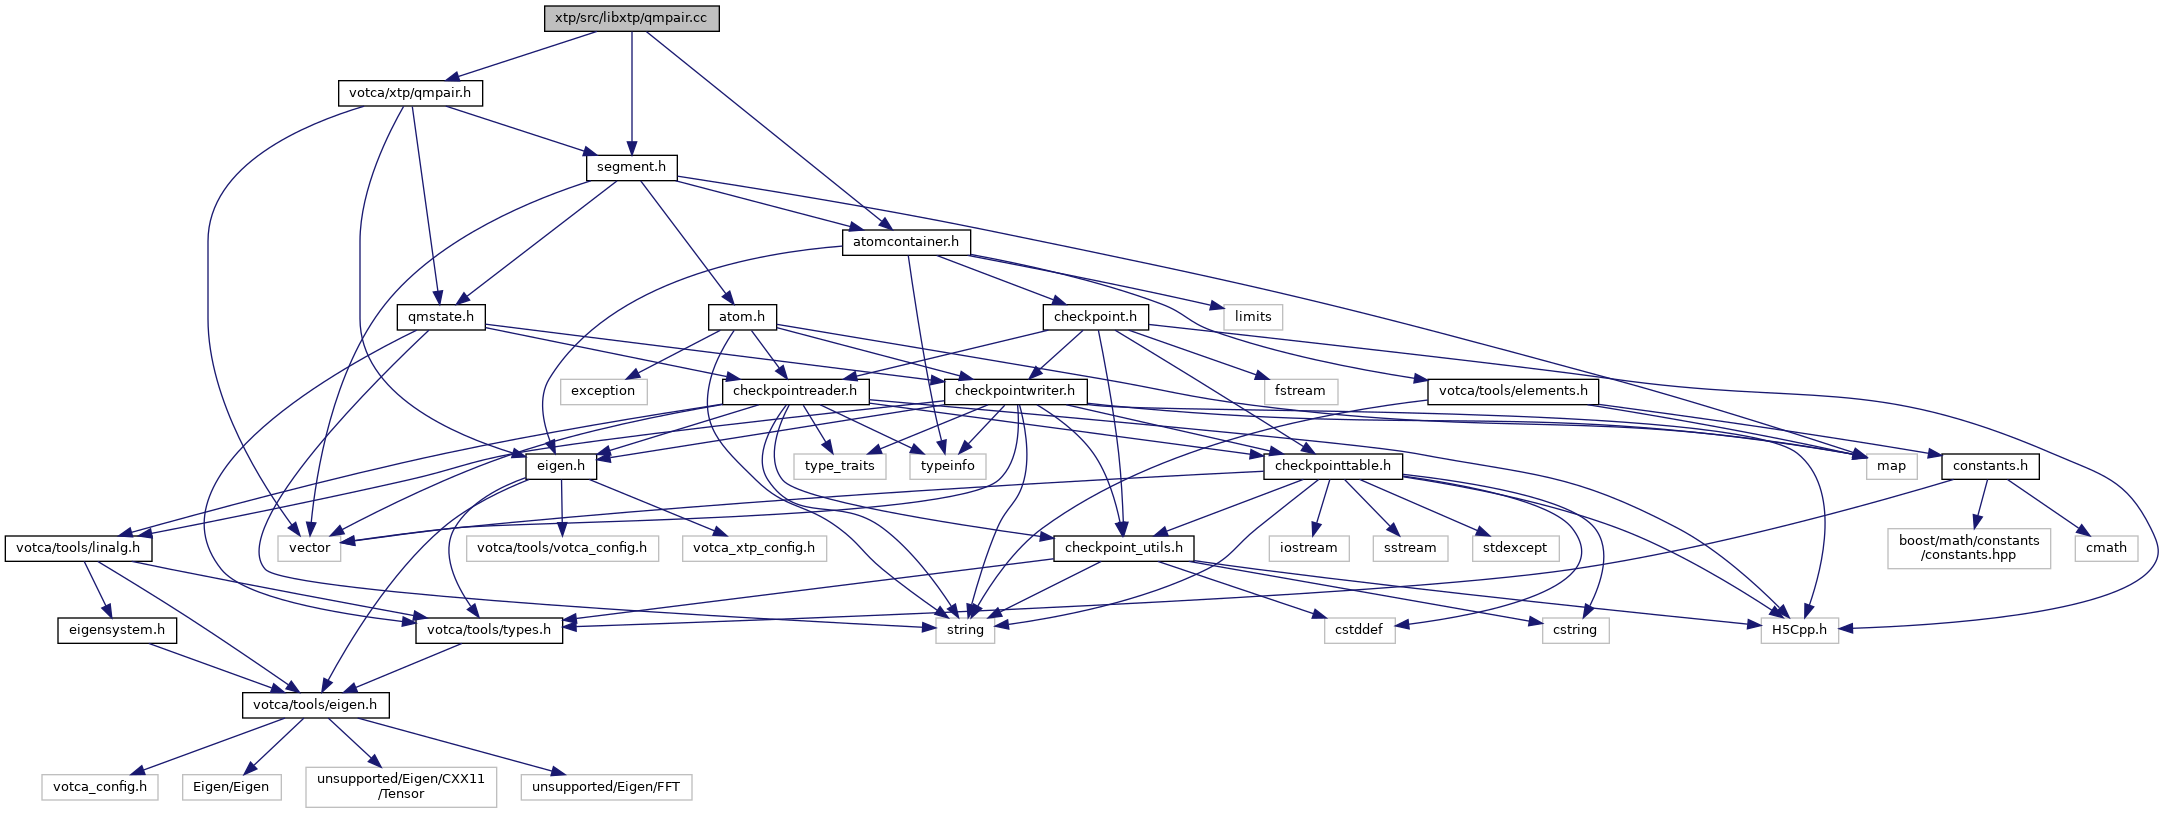 xtp/src/libxtp/qmpair.cc
votca/xtp/qmpair.h
segment.h
atomcontainer.h
qmstate.h
atom.h
checkpoint.h
limits
exception
checkpointreader.h
checkpointwriter.h
fstream
votca/tools/elements.h
eigen.h
type_traits
typeinfo
checkpointtable.h
map
constants.h
votca/tools/linalg.h
vector
votca/tools/votca_config.h
votca_xtp_config.h
checkpoint_utils.h
iostream
sstream
stdexcept
boost/math/constants
/constants.hpp
cmath
eigensystem.h
votca/tools/types.h
string
cstddef
cstring
H5Cpp.h
votca/tools/eigen.h
votca_config.h
Eigen/Eigen
unsupported/Eigen/CXX11
/Tensor
unsupported/Eigen/FFT